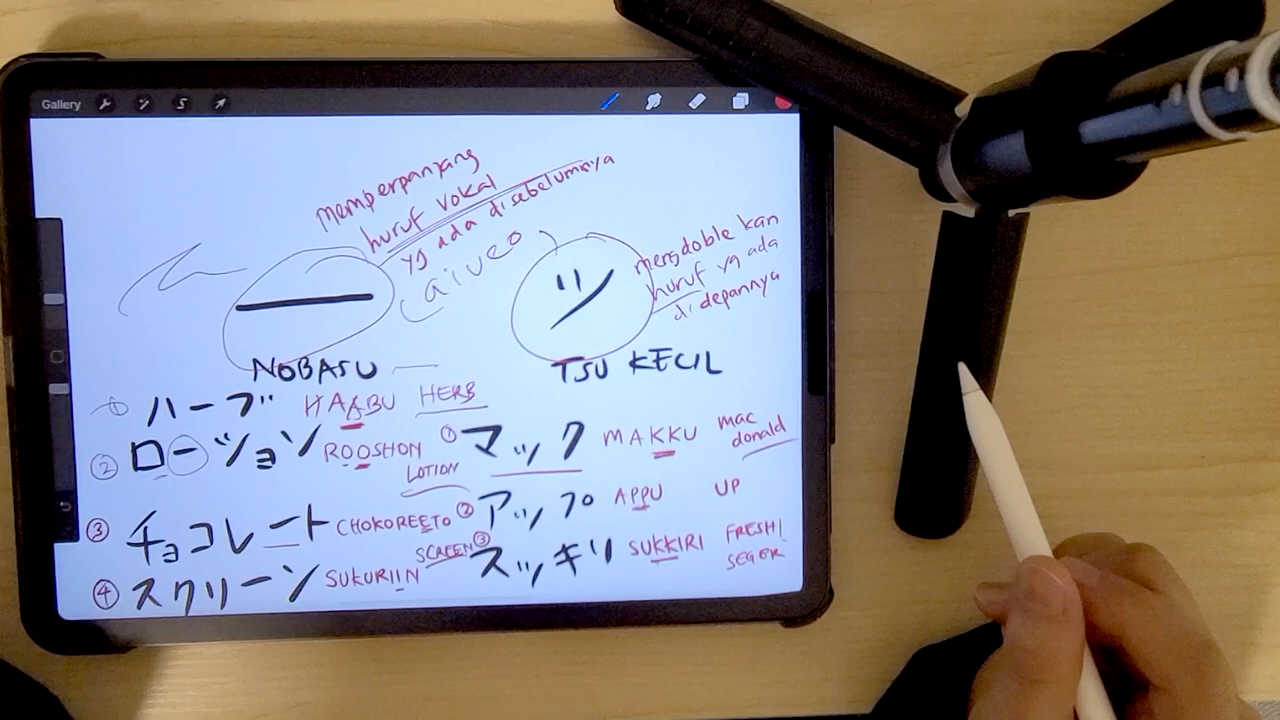 Gallery
memperpanjang
huruf vokal
yg ada disebelumnya
aiueo
ー
NOBASU
ッ
TSU KECIL
mengdoble kan
huruf yg ada
didepannya
① ハーブ HAABU HERB
② ローション ROOSHON LOTION
③ チョコレート CHOKOREETO
④ スクリーン SUKURIIN SCREEN
① マック MAKKU mac donald
② アップ APPU UP
③ スッキリ SUKKIRI FRESH/ SEGER